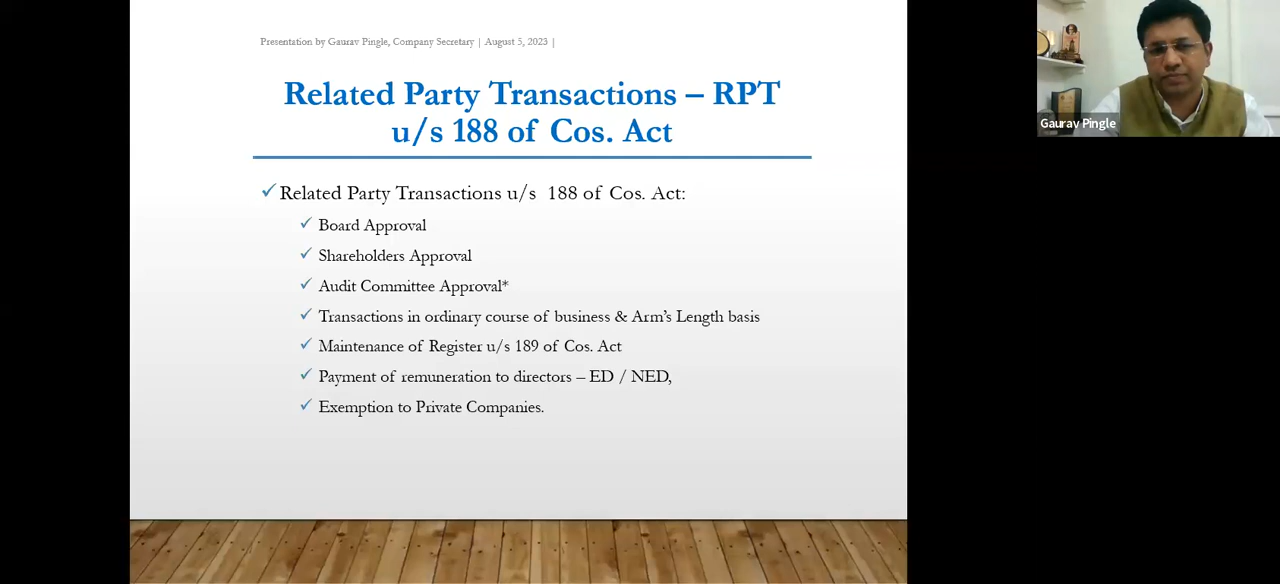 Presentation by Gaurav Pingle, Company Secretary | August 5, 2023 |
Related Party Transactions – RPT
u/s 188 of Cos. Act
✓Related Party Transactions u/s 188 of Cos. Act:
✓ Board Approval
✓ Shareholders Approval
✓ Audit Committee Approval*
✓ Transactions in ordinary course of business & Arm's Length basis
✓ Maintenance of Register u/s 189 of Cos. Act
✓ Payment of remuneration to directors – ED / NED,
✓ Exemption to Private Companies.
Gaurav Pingle